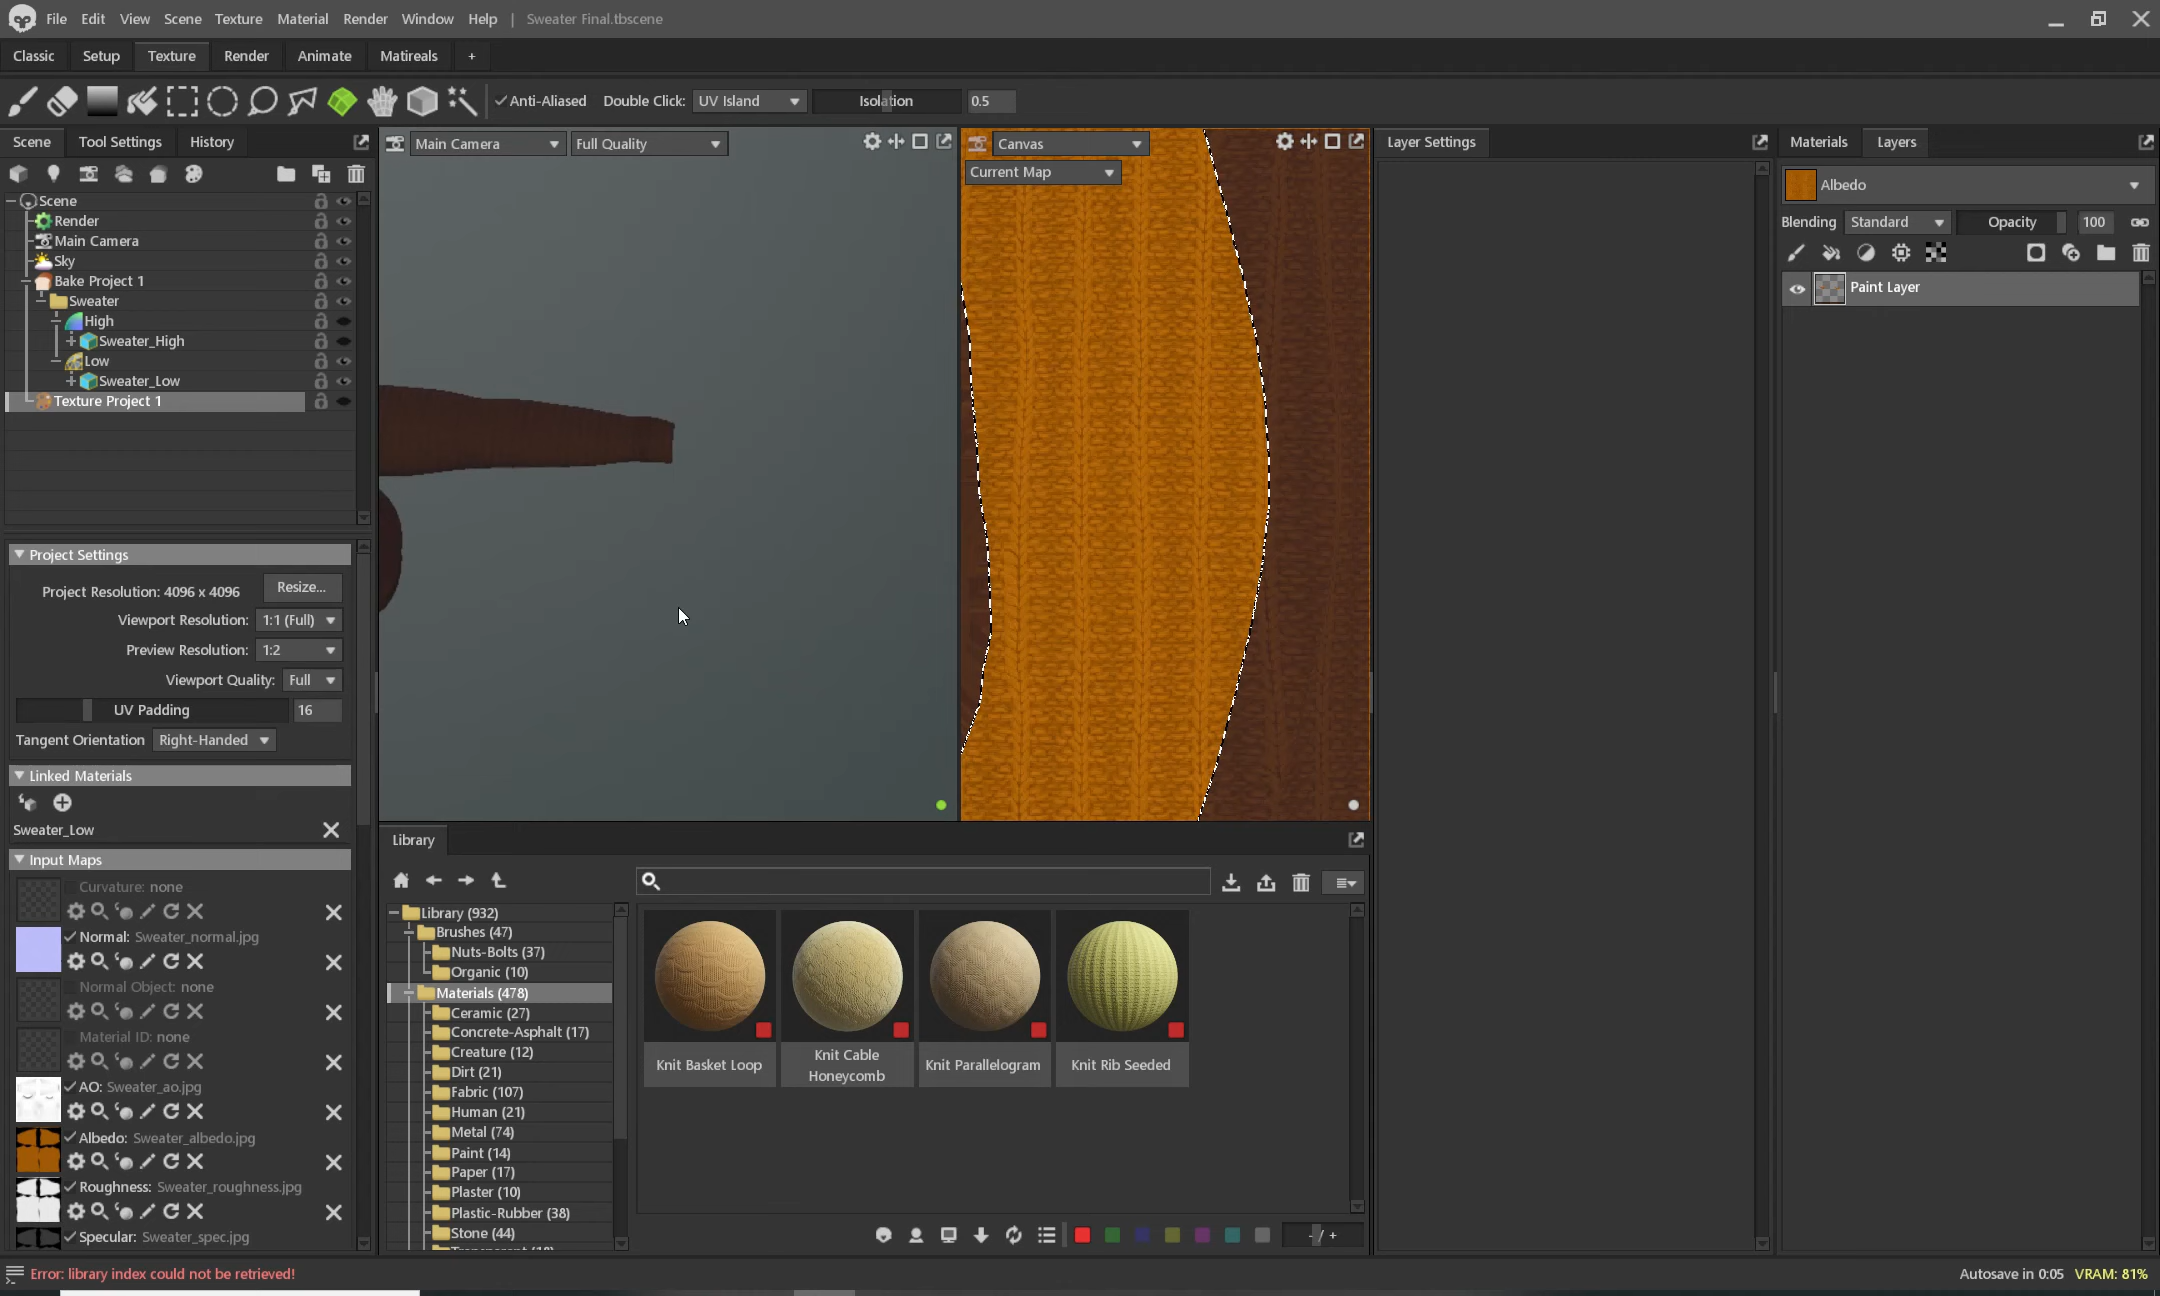 File Edit View Scene Texture Material Render Window Help | Sweater Final.tbscene
Classic Setup Texture Render Animate Matireals +
Anti-Aliased Double Click: UV Island Isolation 0.5
Scene Tool Settings History
Main Camera Full Quality
Canvas
Current Map
Layer Settings
Materials Layers
Albedo
Blending Standard Opacity 100
Paint Layer
Scene
Render
Main Camera
Sky
Bake Project 1
Sweater
High
Sweater_High
Low
Sweater_Low
Texture Project 1
Project Settings
Project Resolution: 4096 x 4096 Resize...
Viewport Resolution: 1:1 (Full)
Preview Resolution: 1:2
Viewport Quality: Full
UV Padding 16
Tangent Orientation Right-Handed
Linked Materials
Sweater_Low
Input Maps
Curvature: none
Normal: Sweater_normal.jpg
Normal Object: none
Material ID: none
AO: Sweater_ao.jpg
Albedo: Sweater_albedo.jpg
Roughness: Sweater_roughness.jpg
Specular: Sweater_spec.jpg
Library
Library (932)
Brushes (47)
Nuts-Bolts (37)
Organic (10)
Materials (478)
Ceramic (27)
Concrete-Asphalt (17)
Creature (12)
Dirt (21)
Fabric (107)
Human (21)
Metal (74)
Paint (14)
Paper (17)
Plaster (10)
Plastic-Rubber (38)
Stone (44)
Knit Basket Loop
Knit Cable
Honeycomb
Knit Parallelogram
Knit Rib Seeded
- / +
Error: library index could not be retrieved!
Autosave in 0:05 VRAM: 81%